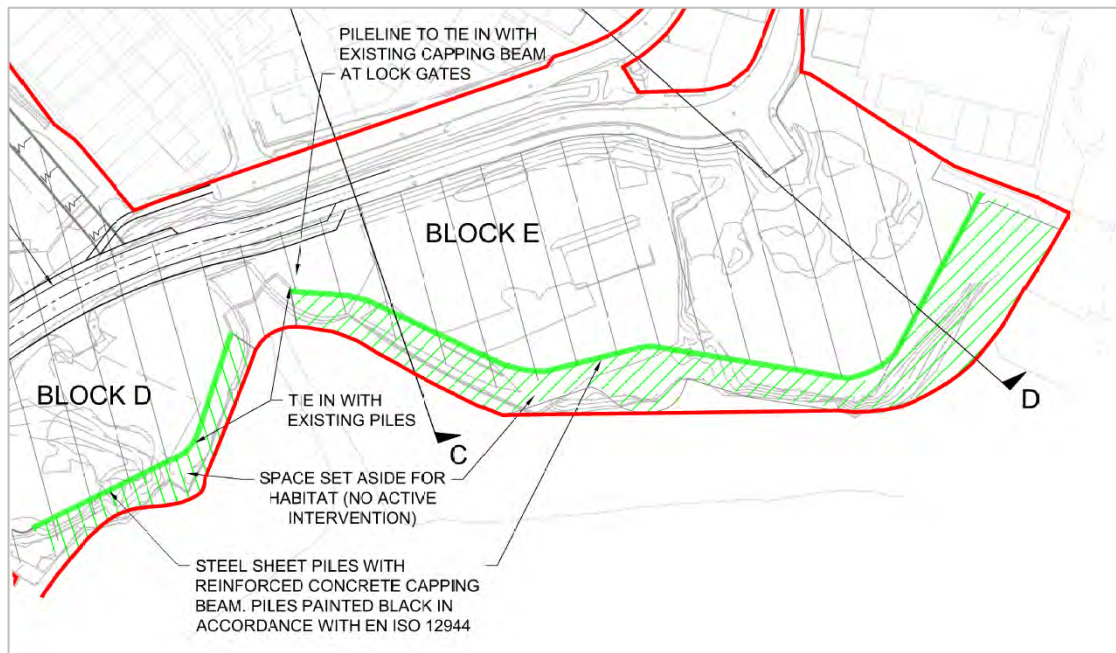 PILELINE TO TIE IN WITH
EXISTING CAPPING BEAM
AT LOCK GATES
BLOCK E
BLOCK D
TIE IN WITH
EXISTING PILES
C
D
SPACE SET ASIDE FOR
HABITAT (NO ACTIVE
INTERVENTION)
STEEL SHEET PILES WITH
REINFORCED CONCRETE CAPPING
BEAM. PILES PAINTED BLACK IN
ACCORDANCE WITH EN ISO 12944